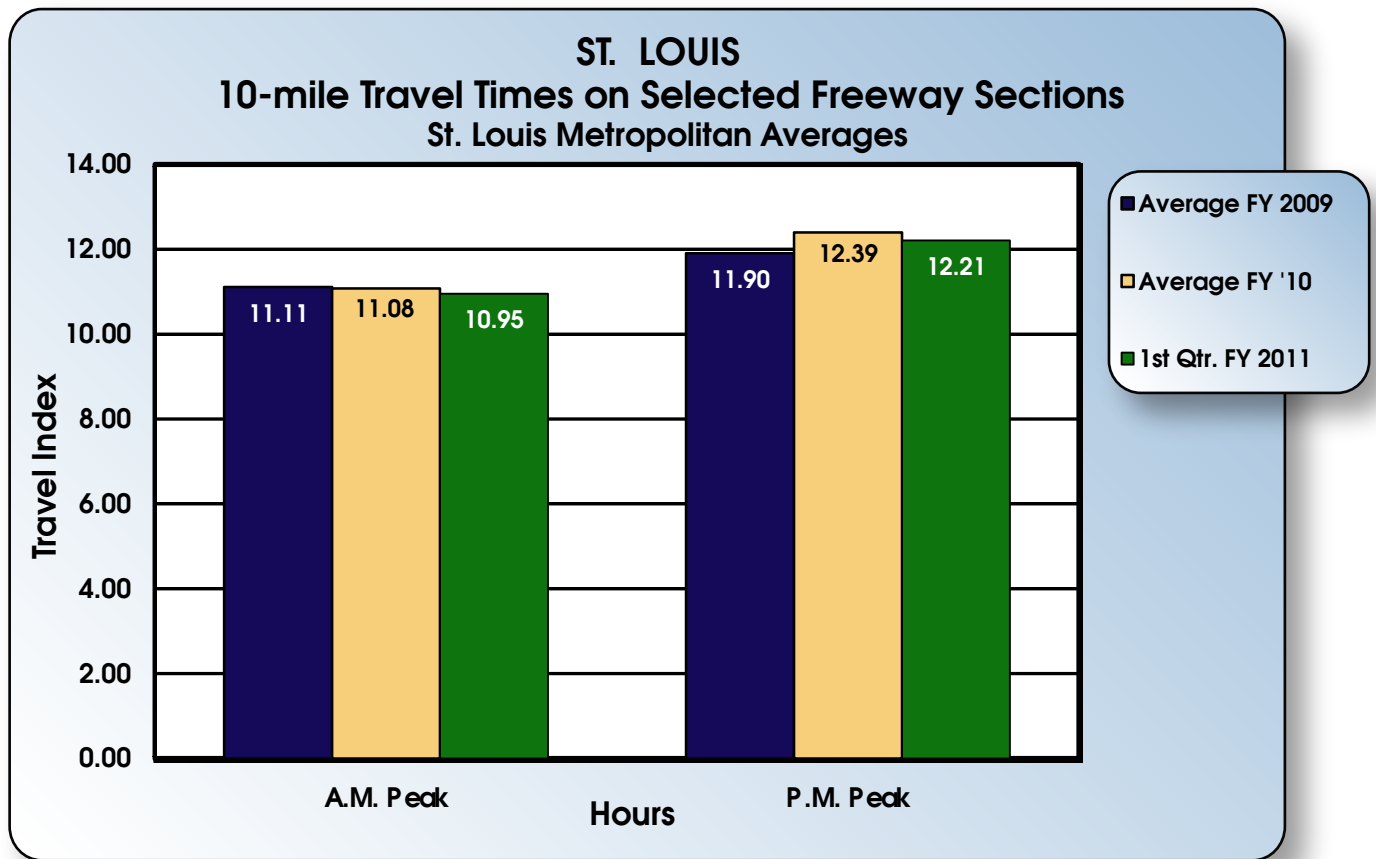 ST. LOUIS
10-mile Travel Times on Selected Freeway Sections
St. Louis Metropolitan Averages
14.00
12.00
10.00
8.00
6.00
4.00
2.00
0.00
Travel Index
11.11
11.08
10.95
11.90
12.39
12.21
A.M. Peak
P.M. Peak
Hours
Average FY 2009
Average FY '10
1st Qtr. FY 2011